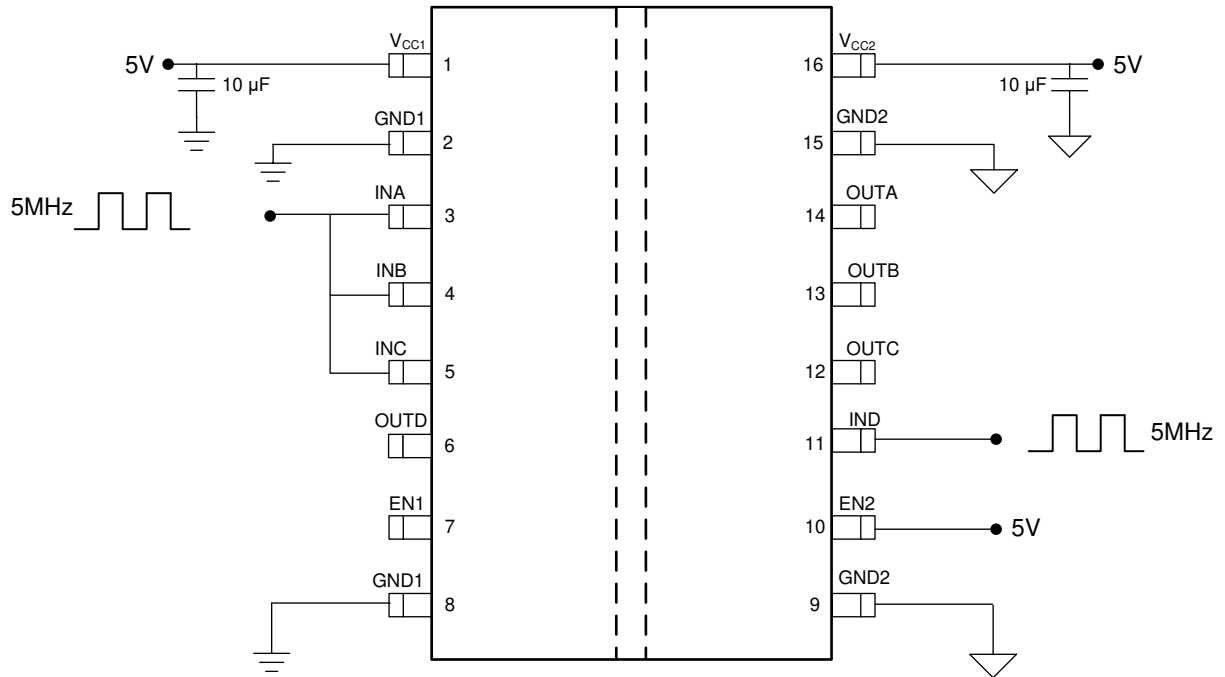 VCC1
5V
1
10 µF
GND1
2
5MHz
INA
3
INB
4
INC
5
OUTD
6
EN1
7
GND1
8
VCC2
16
5V
10 µF
GND2
15
OUTA
14
OUTB
13
OUTC
12
IND
11
5MHz
EN2
10
5V
GND2
9